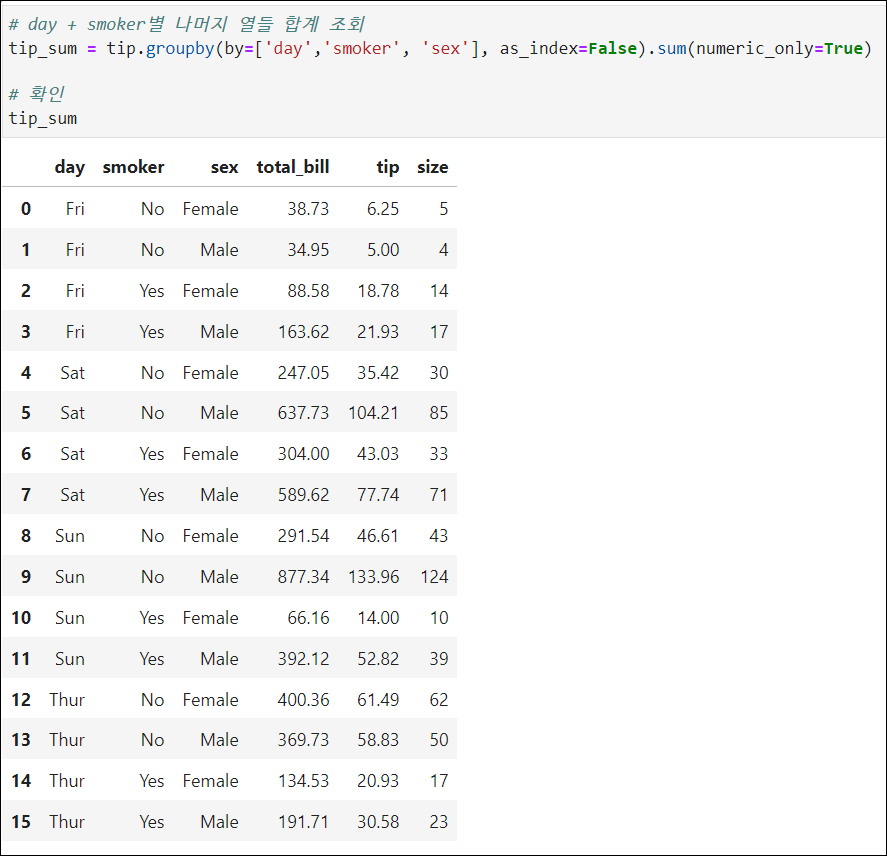 # day + smoker별 나머지 열들 합계 조회
tip_sum = tip.groupby(by=['day','smoker', 'sex'], as_index=False).sum(numeric_only=True)
# 확인
tip_sum
day smoker sex total_bill tip size
0 Fri No Female 38.73 6.25 5
1 Fri No Male 34.95 5.00 4
2 Fri Yes Female 88.58 18.78 14
3 Fri Yes Male 163.62 21.93 17
4 Sat No Female 247.05 35.42 30
5 Sat No Male 637.73 104.21 85
6 Sat Yes Female 304.00 43.03 33
7 Sat Yes Male 589.62 77.74 71
8 Sun No Female 291.54 46.61 43
9 Sun No Male 877.34 133.96 124
10 Sun Yes Female 66.16 14.00 10
11 Sun Yes Male 392.12 52.82 39
12 Thur No Female 400.36 61.49 62
13 Thur No Male 369.73 58.83 50
14 Thur Yes Female 134.53 20.93 17
15 Thur Yes Male 191.71 30.58 23